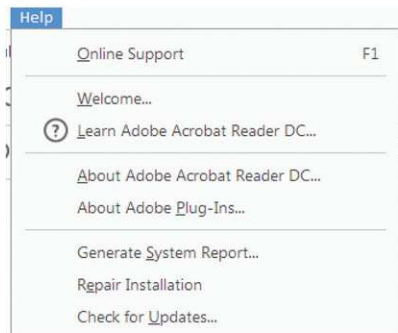 Help
Online Support F1
Welcome...
? Learn Adobe Acrobat Reader DC...
About Adobe Acrobat Reader DC...
About Adobe Plug-Ins...
Generate System Report...
Repair Installation
Check for Updates...